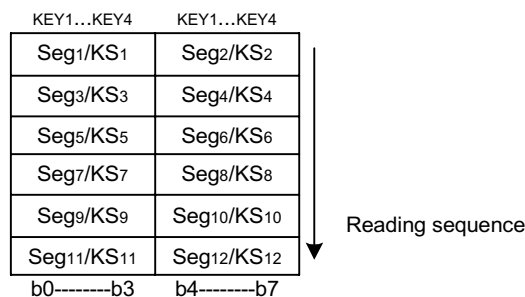 KEY1...KEY4 KEY1...KEY4
Seg1/KS1 Seg2/KS2
Seg3/KS3 Seg4/KS4
Seg5/KS5 Seg6/KS6
Seg7/KS7 Seg8/KS8
Seg9/KS9 Seg10/KS10
Reading sequence
Seg11/KS11 Seg12/KS12
b0--------b3 b4--------b7